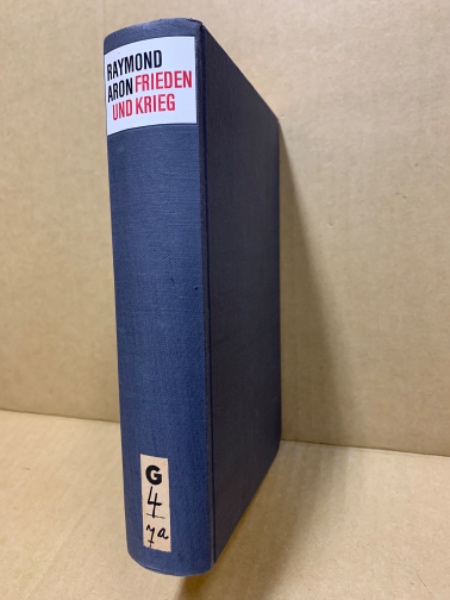 RAYMOND
ARON FRIEDEN
UND KRIEG
G
4
7a